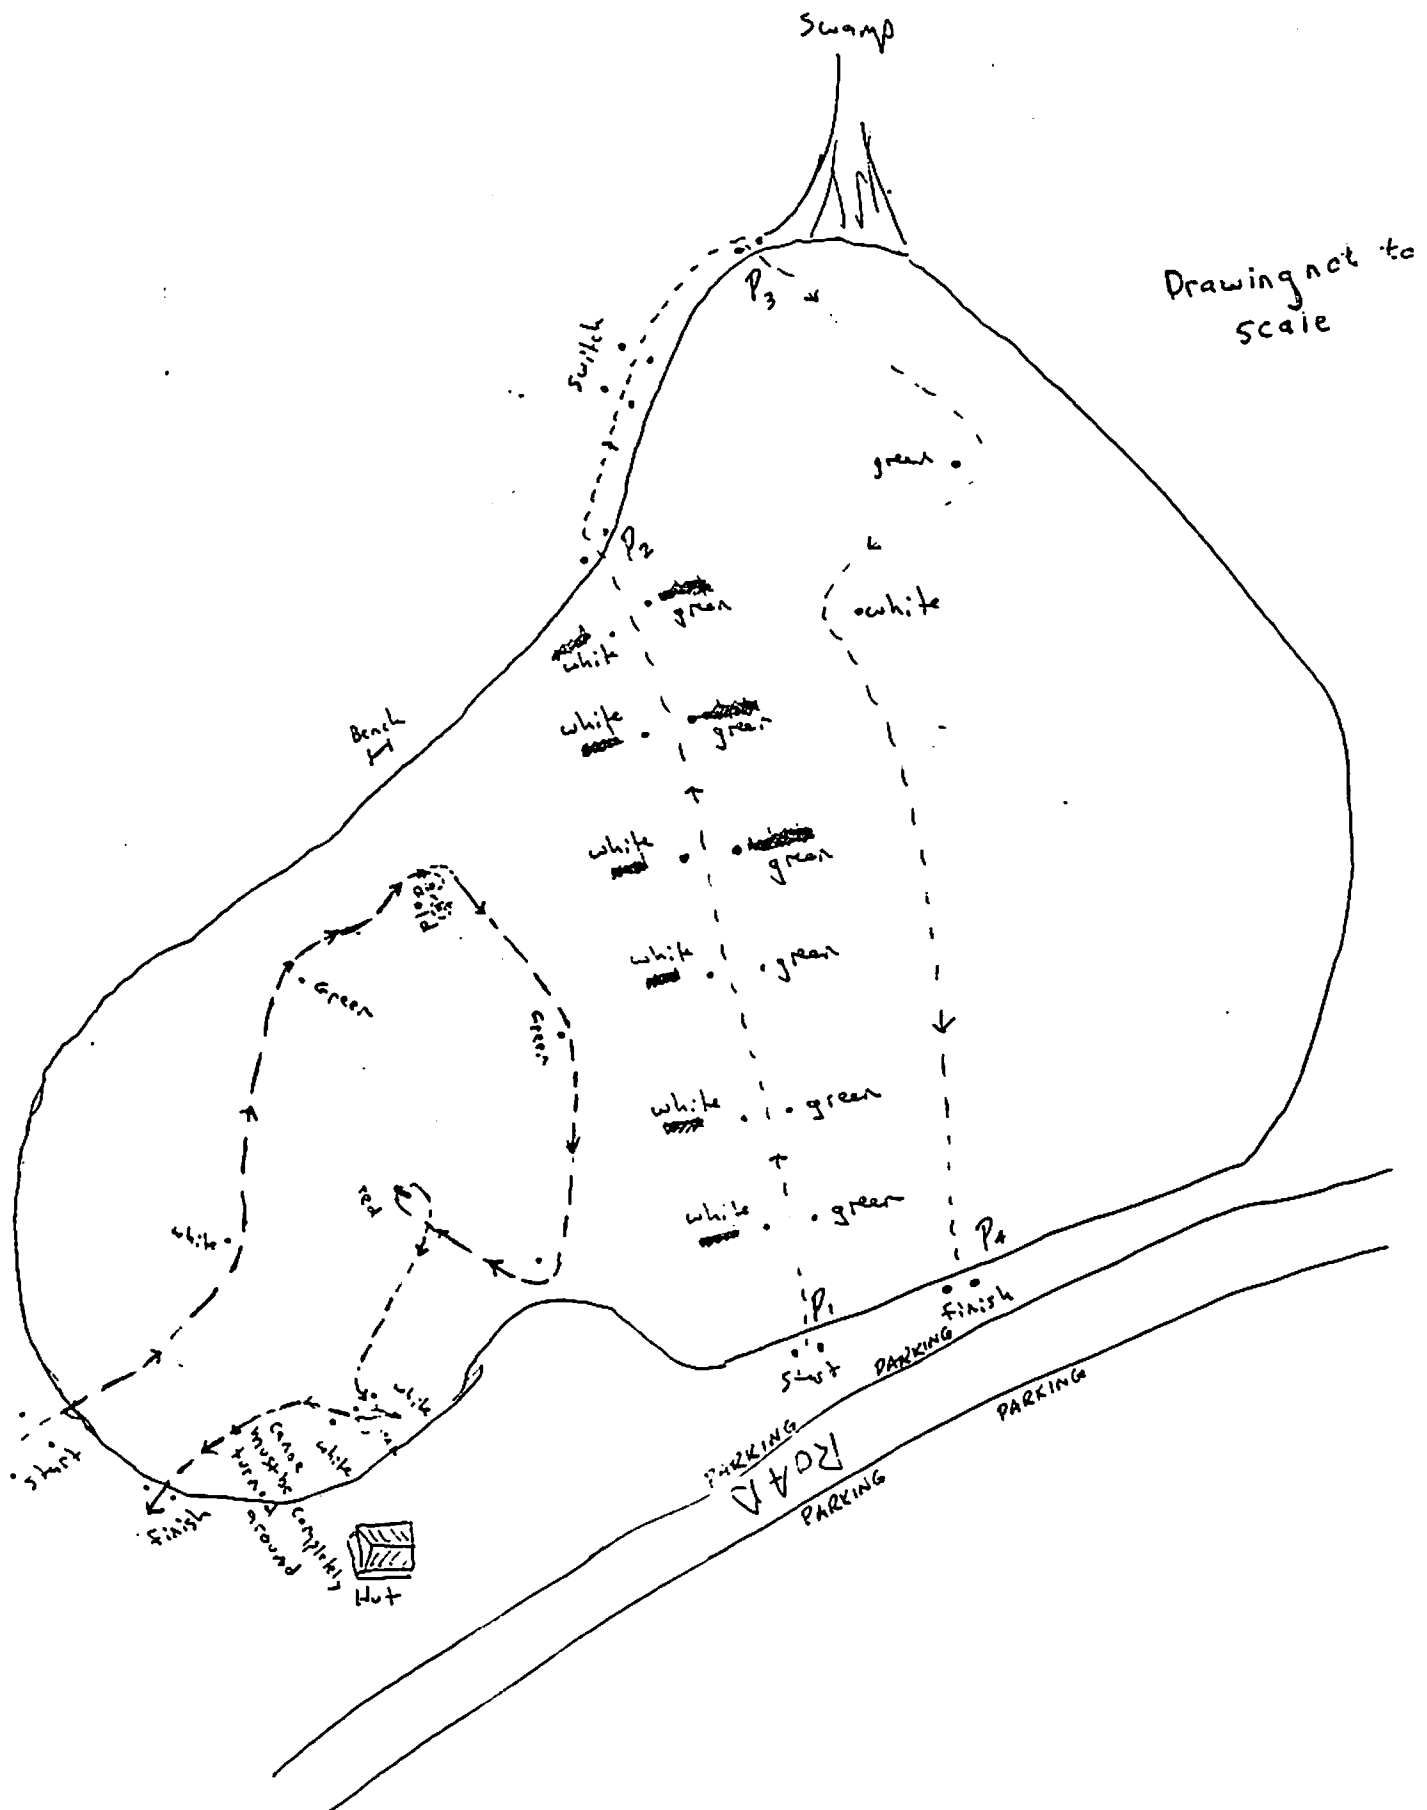 Swamp
Drawing not to
scale
P3
switch
green
P2
green
white
white
white
green
Bench
white
green
white
green
Green
Green
white
green
red
white
green
white
P4
finish
P1
start
PARKING
PARKING
PARKING
ROAD
PARKING
white
white
start
finish
canoe
must be
turned completely
around
Hut